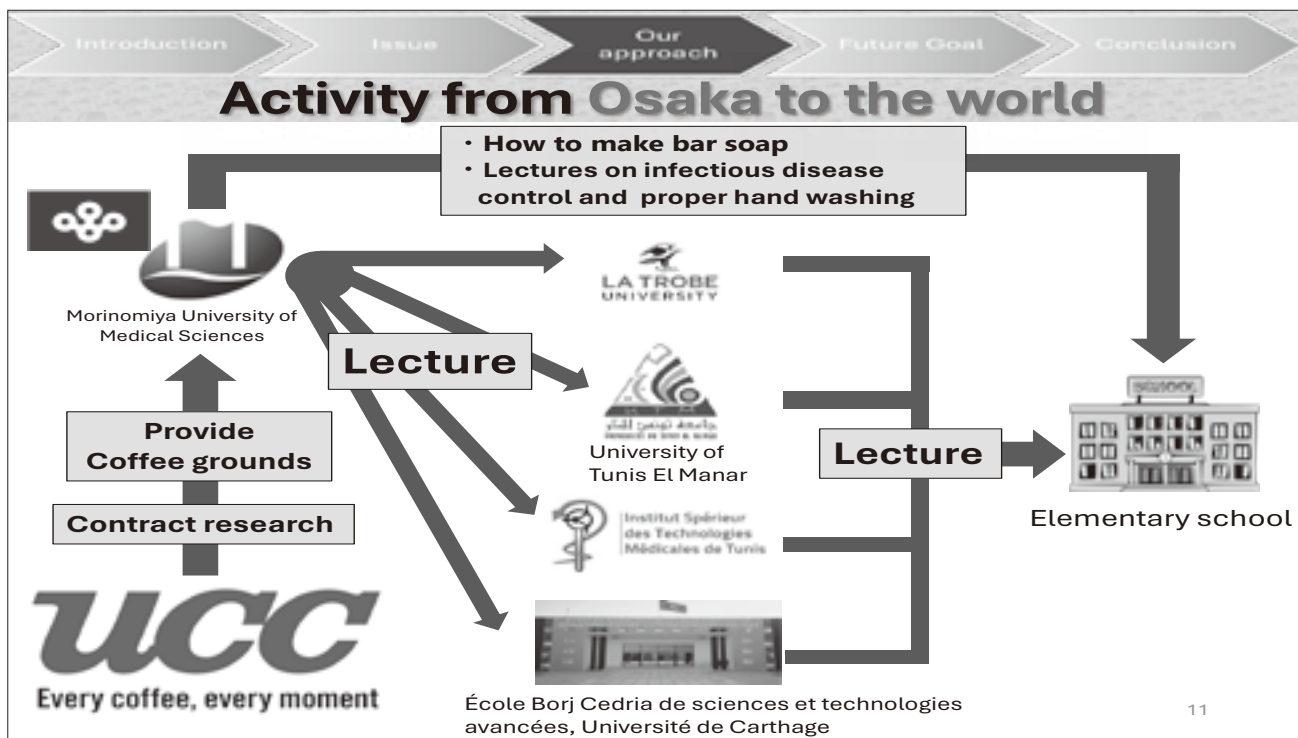 Introduction
Issue
Our
approach
Future Goal
Conclusion
Activity from Osaka to the world
・How to make bar soap
・Lectures on infectious disease
control and proper hand washing
Morinomiya University of
Medical Sciences
LA TROBE
UNIVERSITY
Lecture
Provide
Coffee grounds
University of
Tunis El Manar
Lecture
SCHOOL
Elementary school
Contract research
Institut Spérieur
des Technologies
Médicales de Tunis
ucc
Every coffee, every moment
École Borj Cedria de sciences et technologies
avancées, Université de Carthage
11